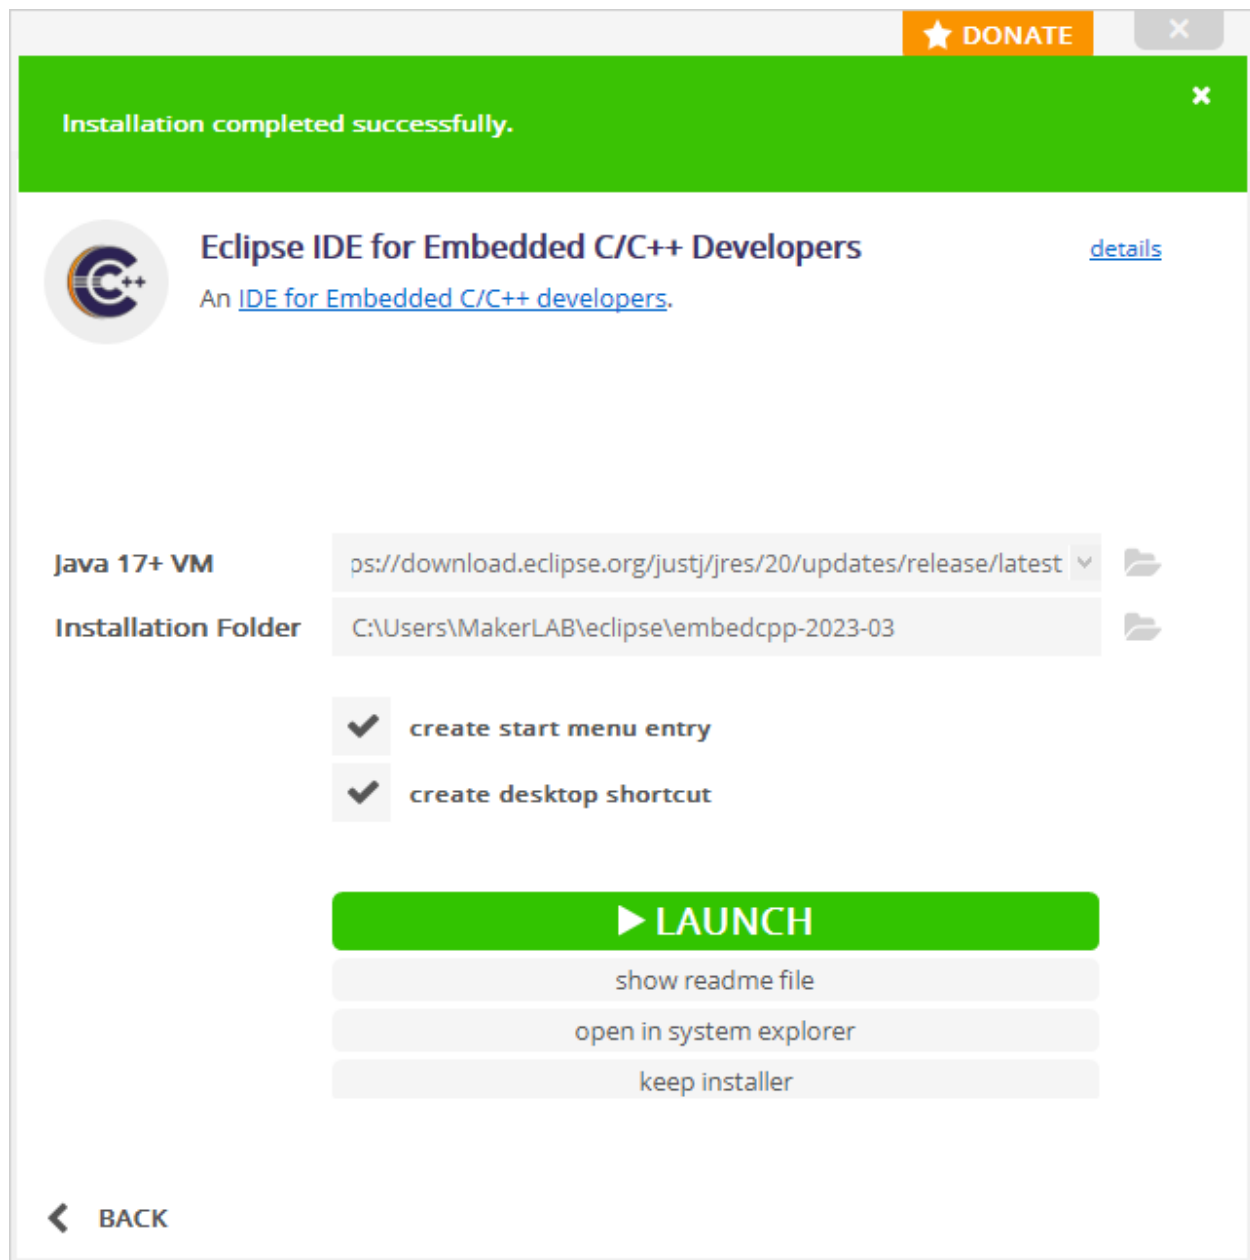 DONATE
Installation completed successfully.
C C++
Eclipse IDE for Embedded C/C++ Developers
details
An IDE for Embedded C/C++ developers.
Java 17+ VM
ps://download.eclipse.org/justj/jres/20/updates/release/latest
Installation Folder
C:\Users\MakerLAB\eclipse\embedcpp-2023-03
create start menu entry
create desktop shortcut
LAUNCH
show readme file
open in system explorer
keep installer
BACK